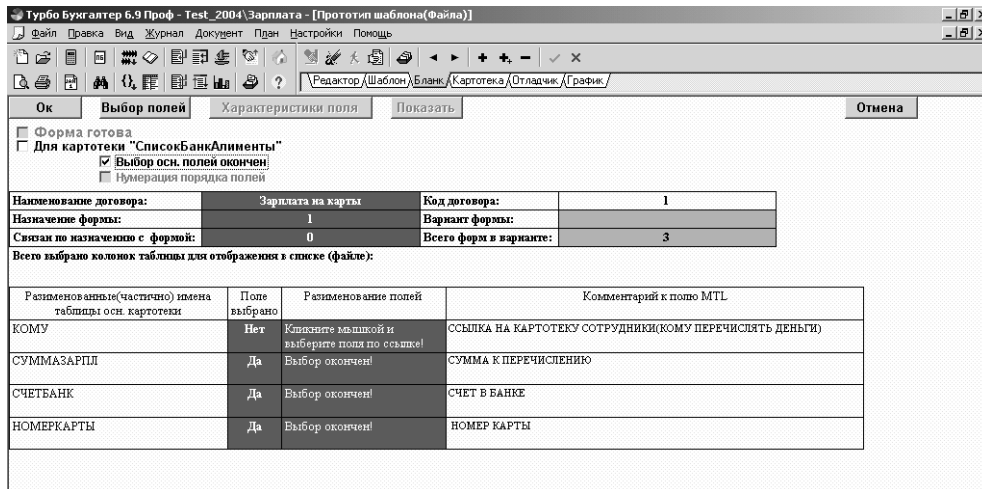 Турбо Бухгалтер 6.9 Проф - Test_2004\Зарплата - [Прототип шаблона(Файла)]
Файл Правка Вид Журнал Документ План Настройки Помощь
Редактор Шаблон Бланк Картотека Отладчик График
Ок Выбор полей Характеристики поля Показать Отмена
Форма готова
Для картотеки "СписокБанкАлименты"
Выбор осн. полей окончен
Нумерация порядка полей
Наименование договора: Зарплата на карты Код договора: 1
Назначение формы: 1 Вариант формы:
Связан по назначению с формой: 0 Всего форм в варианте: 3
Всего выбрано колонок таблицы для отображения в списке (файле):
Разименованные(частично) имена таблицы осн. картотеки Поле выбрано Разименование полей Комментарий к полю MTL
КОМУ Нет Кликните мышкой и выберите поля по ссылке! ССЫЛКА НА КАРТОТЕКУ СОТРУДНИКИ(КОМУ ПЕРЕЧИСЛЯТЬ ДЕНЬГИ)
СУММАЗАРПЛ Да Выбор окончен! СУММА К ПЕРЕЧИСЛЕНИЮ
СЧЕТБАНК Да Выбор окончен! СЧЕТ В БАНКЕ
НОМЕРКАРТЫ Да Выбор окончен! НОМЕР КАРТЫ